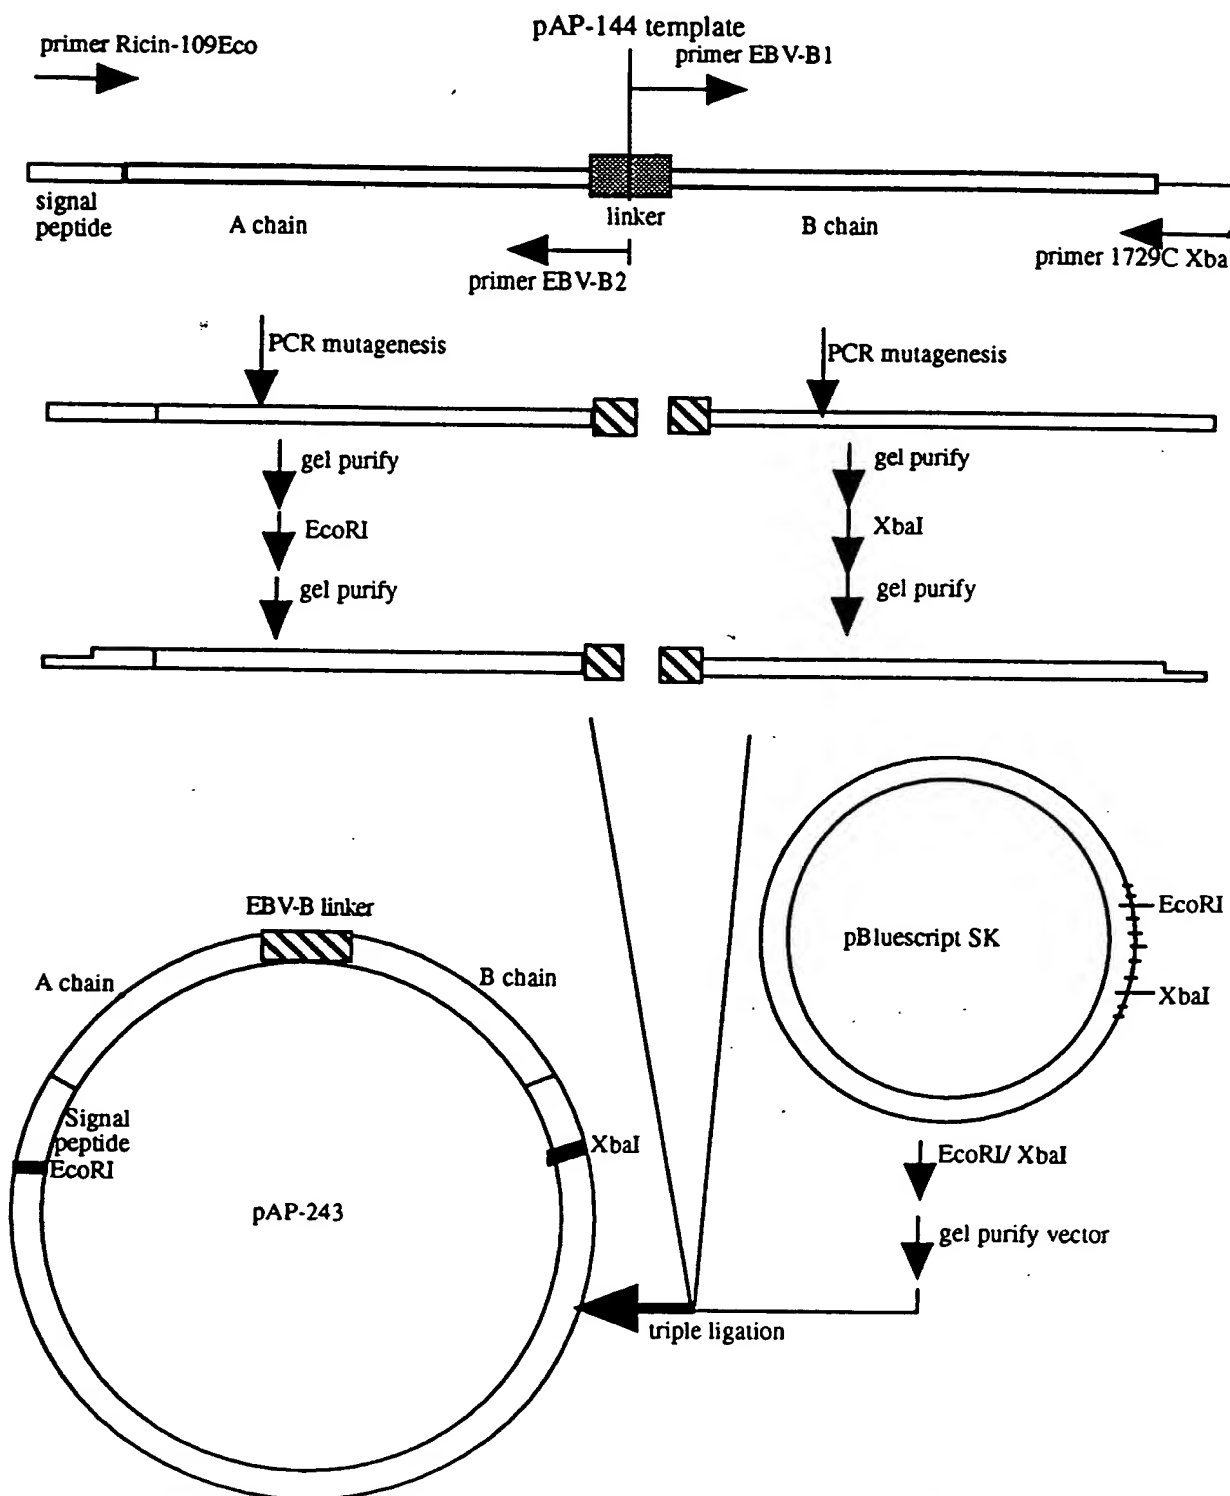 pAP-144 template
primer Ricin-109Eco
primer EBV-B1
signal
peptide
A chain
linker
B chain
primer EBV-B2
primer 1729C Xba
PCR mutagenesis
PCR mutagenesis
gel purify
gel purify
EcoRI
XbaI
gel purify
gel purify
EBV-B linker
A chain
B chain
pBluescript SK
EcoRI
XbaI
Signal
peptide
EcoRI
XbaI
pAP-243
EcoRI/ XbaI
gel purify vector
triple ligation